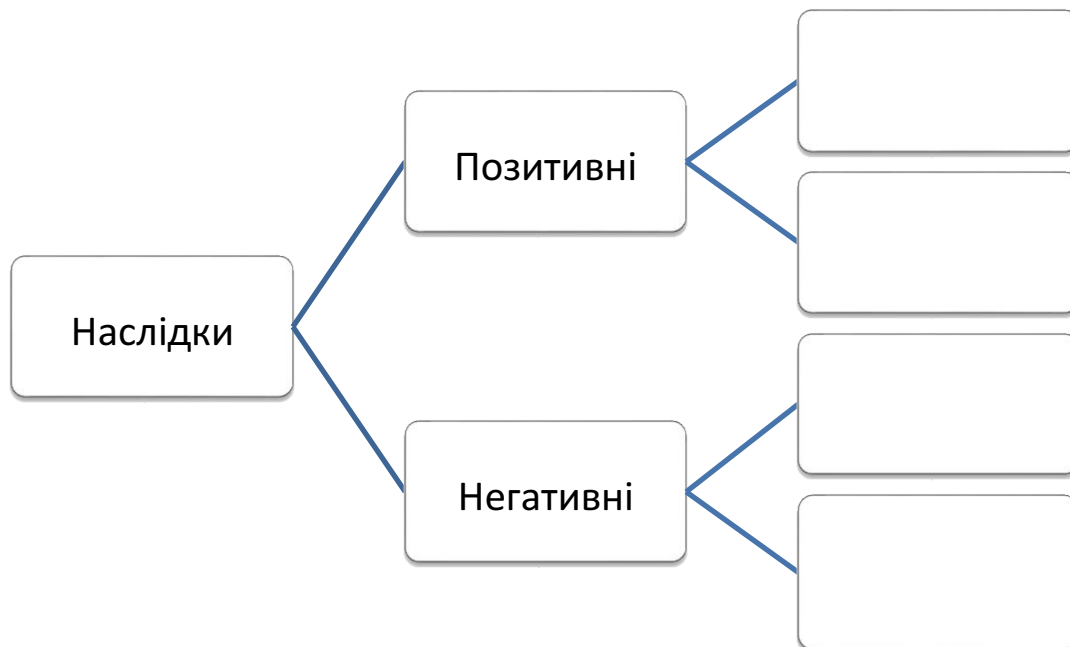 Наслідки
Позитивні
Негативні